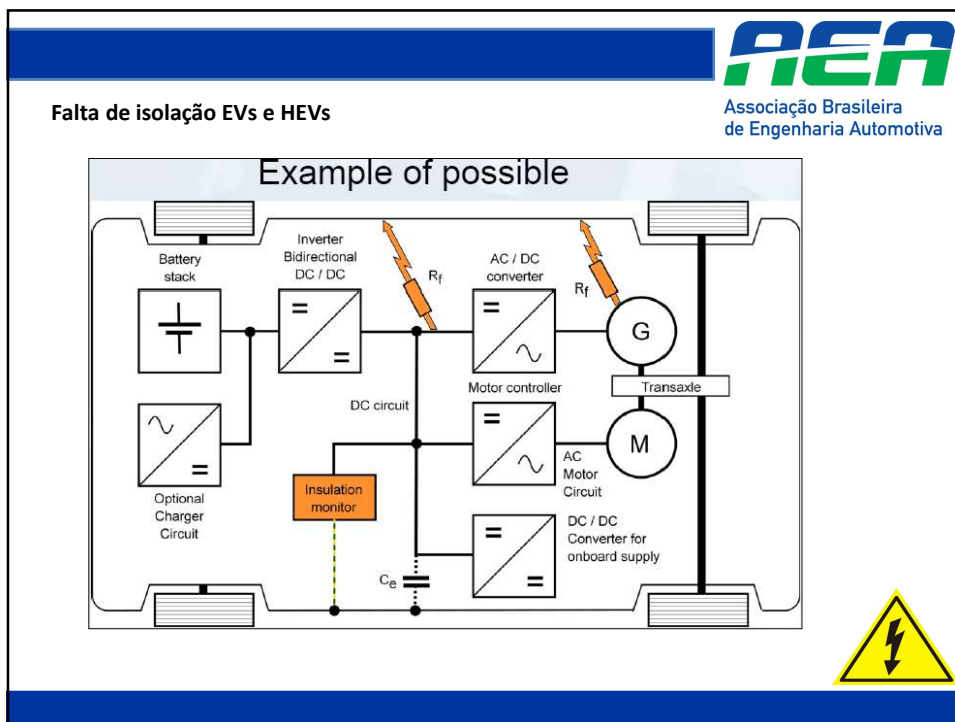 AEA
Associação Brasileira
de Engenharia Automotiva
Falta de isolação EVs e HEVs
Example of possible
Battery
stack
Inverter
Bidirectional
DC / DC
Rf
AC / DC
converter
Rf
G
Transaxle
Motor controller
DC circuit
M
AC
Motor
Circuit
Insulation
monitor
Optional
Charger
Circuit
DC / DC
Converter for
onboard supply
Ce